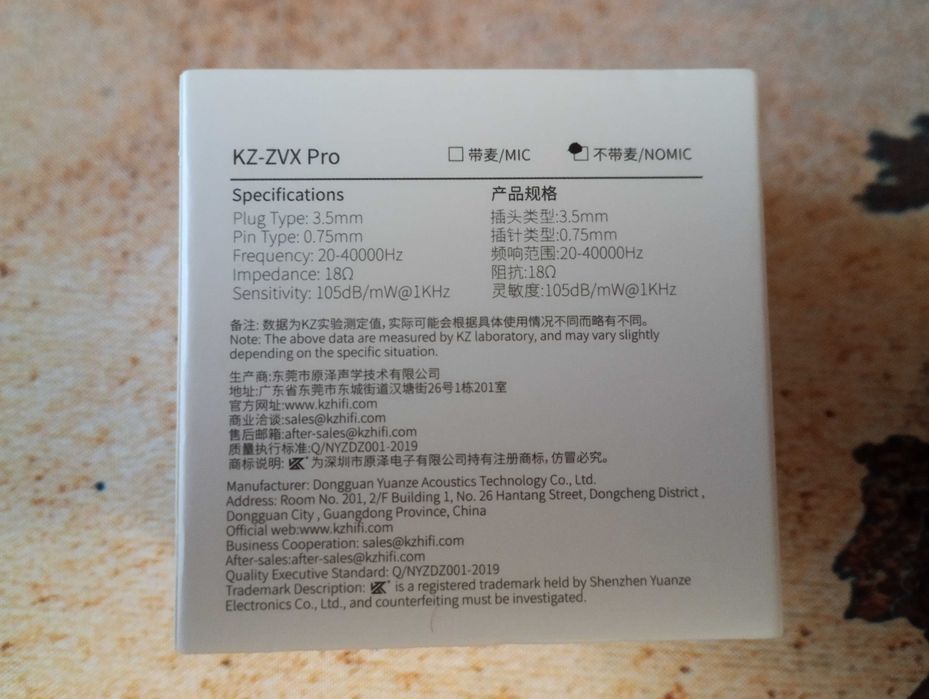 KZ-ZVX Pro
□ 带麦/MIC
□ 不带麦/NOMIC
Specifications
Plug Type: 3.5mm
Pin Type: 0.75mm
Frequency: 20-40000Hz
Impedance: 18Ω
Sensitivity: 105dB/mW@1KHz
产品规格
插头类型:3.5mm
插针类型:0.75mm
频响范围:20-40000Hz
阻抗:18Ω
灵敏度:105dB/mW@1KHz
备注: 数据为KZ实验测定值，实际可能会根据具体使用情况不同而略有不同。
Note: The above data are measured by KZ laboratory, and may vary slightly
depending on the specific situation.
生产商:东莞市原泽声学技术有限公司
地址:广东省东莞市东城街道汉塘街26号1栋201室
官方网址:www.kzhifi.com
商业洽谈:sales@kzhifi.com
售后邮箱:after-sales@kzhifi.com
质量执行标准:Q/NYZDZ001-2019
商标说明: KZ 为深圳市原泽电子有限公司持有注册商标，仿冒必究。
Manufacturer: Dongguan Yuanze Acoustics Technology Co., Ltd.
Address: Room No. 201, 2/F Building 1, No. 26 Hantang Street, Dongcheng District ,
Dongguan City , Guangdong Province, China
Official web:www.kzhifi.com
Business Cooperation: sales@kzhifi.com
After-sales:after-sales@kzhifi.com
Quality Executive Standard: Q/NYZDZ001-2019
Trademark Description: KZ is a registered trademark held by Shenzhen Yuanze
Electronics Co., Ltd., and counterfeiting must be investigated.